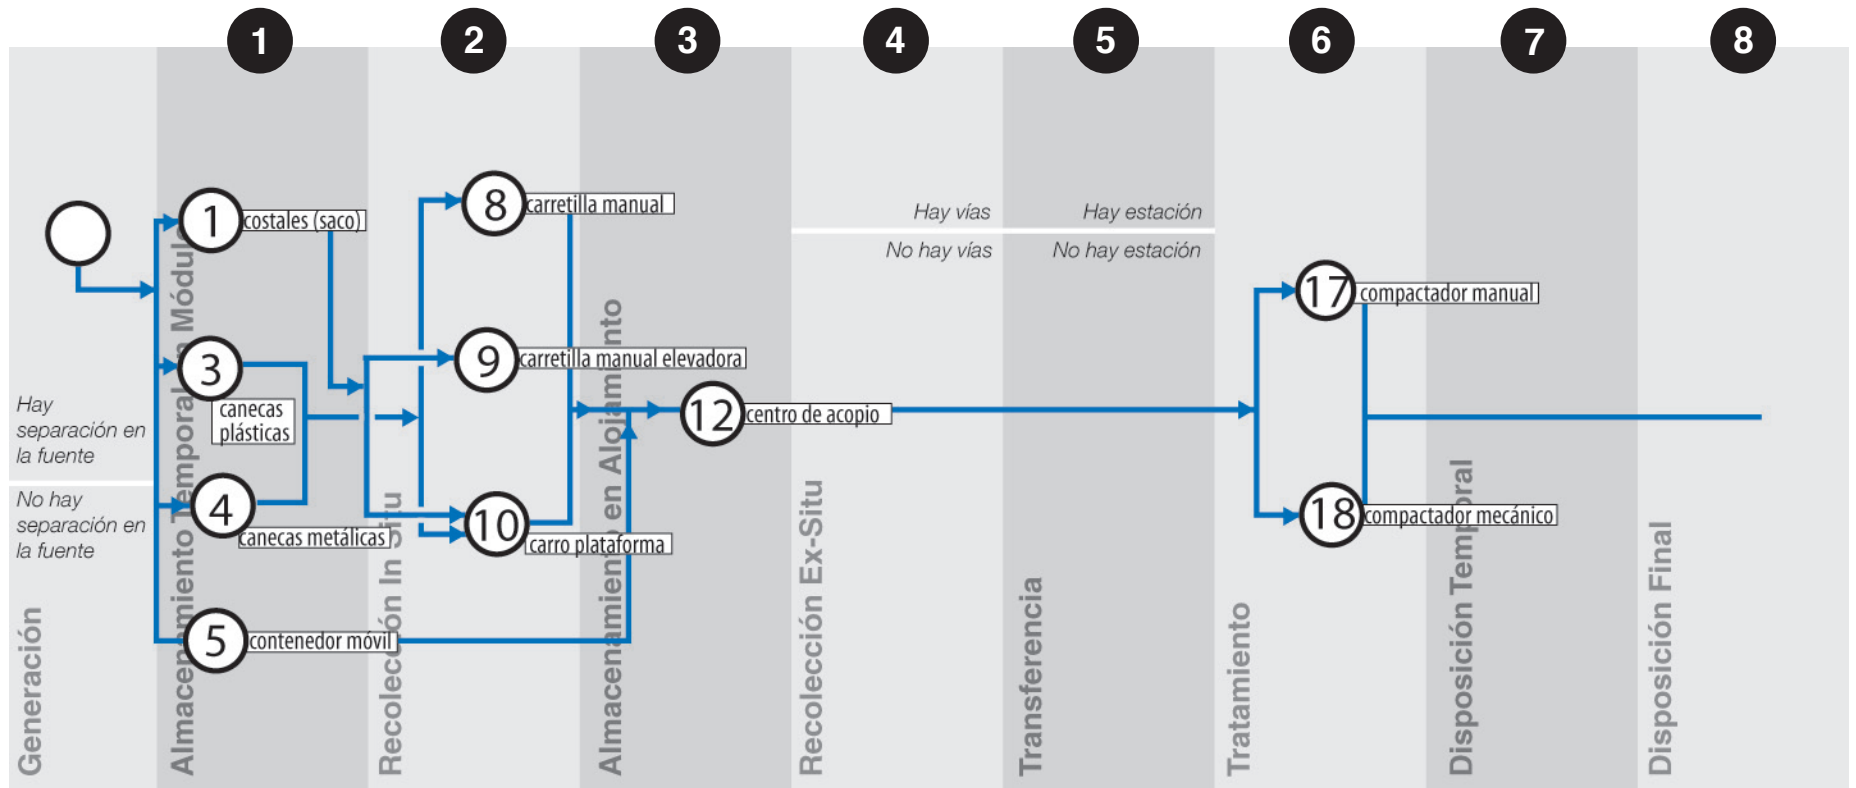 1
2
3
4
5
6
7
8
Generación
Hay
separación en
la fuente
No hay
separación en
la fuente
Almacenamiento Temporal en Módulo
1
costales (saco)
3
canecas
plásticas
4
canecas metálicas
5
contenedor móvil
Recolección In Situ
8
carretilla manual
9
carretilla manual elevadora
10
carro plataforma
Almacenamiento en Alojamiento
12
centro de acopio
Recolección Ex-Situ
Hay vías
No hay vías
Transferencia
Hay estación
No hay estación
Tratamiento
17
compactador manual
18
compactador mecánico
Disposición Temporal
Disposición Final